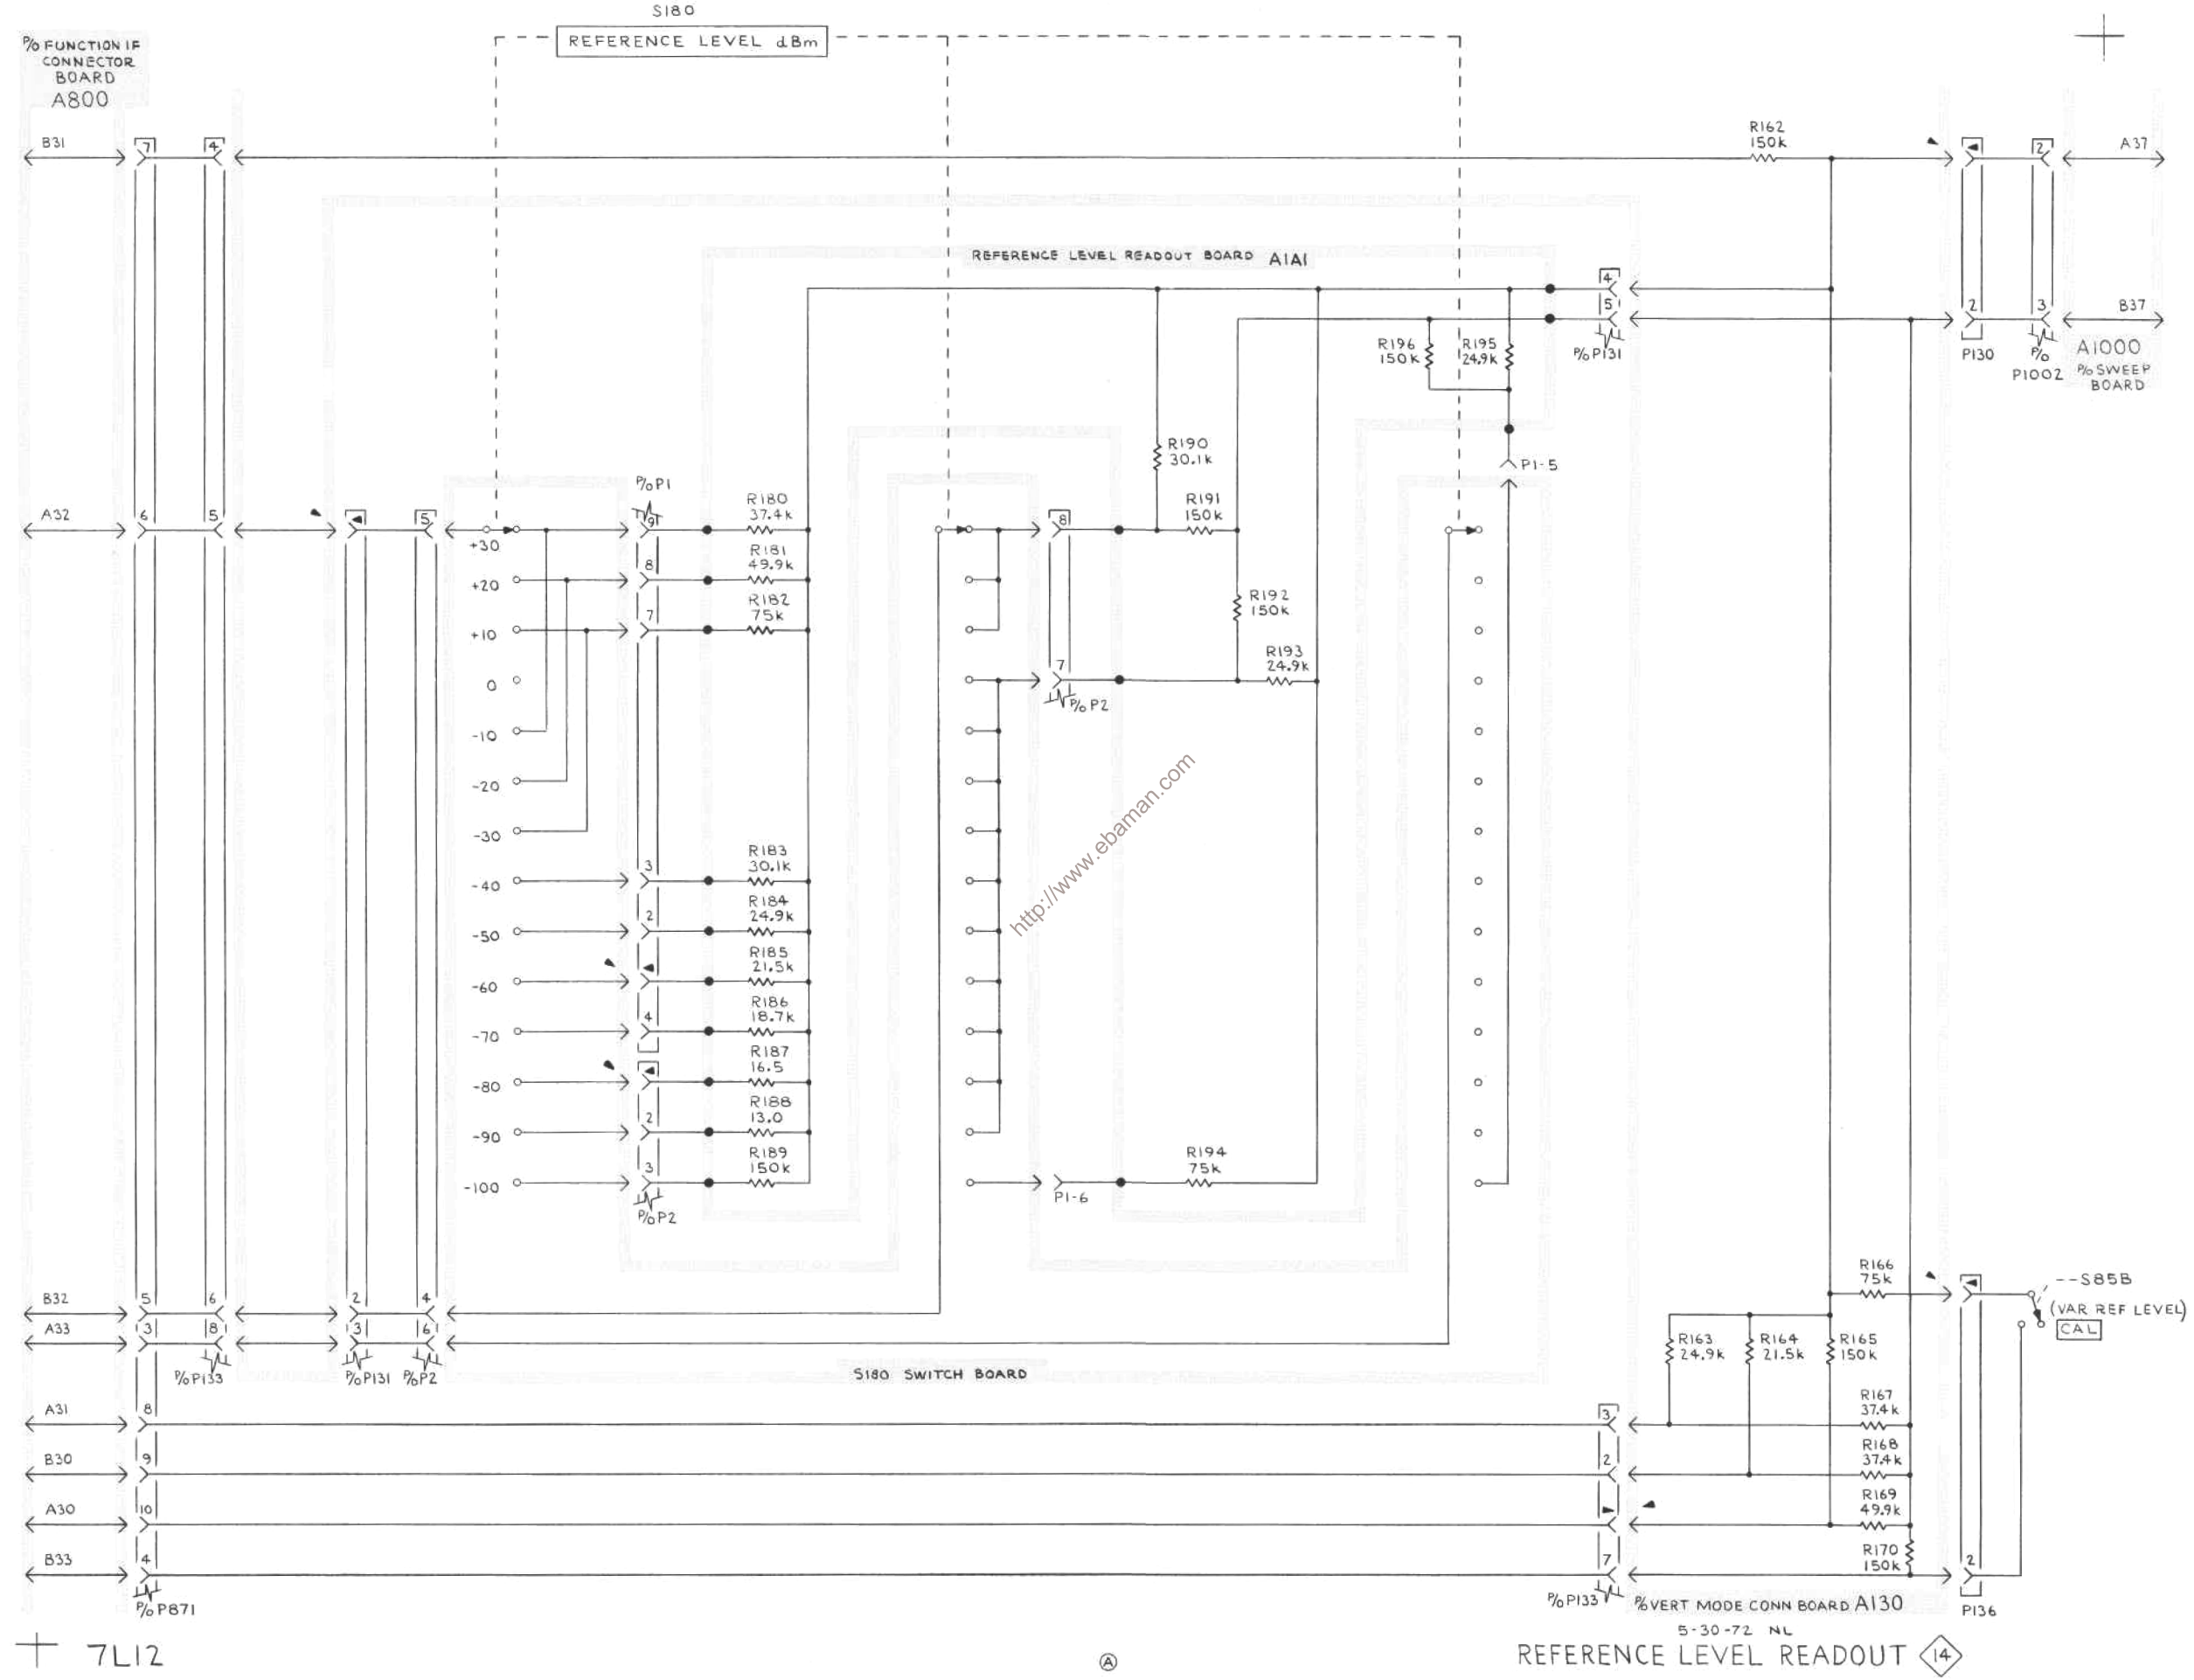 S180
REFERENCE LEVEL dBm
P/O FUNCTION IF
CONNECTOR
BOARD
A800
B31
7
4
R162
150k
2
A37
REFERENCE LEVEL READOUT BOARD A1A1
4
5
2
3
B37
R196
150k
R195
24.9k
P/O P131
P130
P/O
P1002
A1000
P/O SWEEP
BOARD
R190
30.1k
P1-5
P/O P1
A32
6
5
5
+30
9
R180
37.4k
8
R191
150k
+20
8
R181
49.9k
+10
7
R182
75k
R192
150k
0
7
P/O P2
R193
24.9k
-10
-20
-30
-40
3
R183
30.1k
-50
2
R184
24.9k
-60
R185
21.5k
-70
4
R186
18.7k
-80
R187
16.5
-90
2
R188
13.0
-100
3
R189
150k
P/O P2
P1-6
R194
75k
http://www.ebaman.com
B32
5
6
2
4
A33
3
8
3
6
P/O P133
P/O P131
P/O P2
S180 SWITCH BOARD
R166
75k
--S85B
(VAR REF LEVEL)
CAL
R163
24.9k
R164
21.5k
R165
150k
A31
8
3
R167
37.4k
B30
9
2
R168
37.4k
A30
10
R169
49.9k
B33
4
7
R170
150k
2
P/O P871
P/O P133
P/O VERT MODE CONN BOARD A130
P136
5-30-72 NL
7L12
A
REFERENCE LEVEL READOUT 14